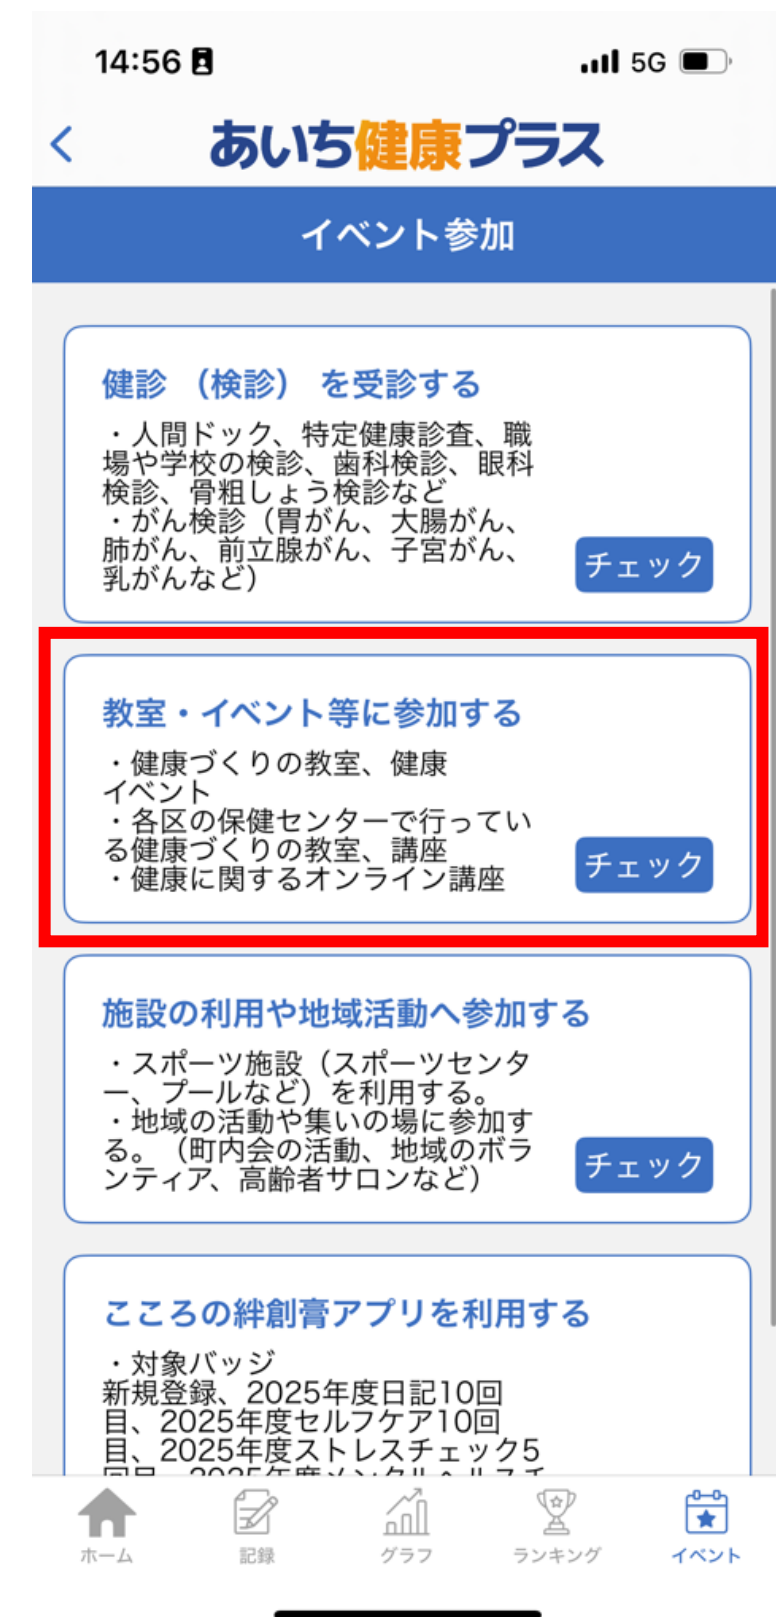 14:56
5G
あいち健康プラス
イベント参加
健診 （検診） を受診する
・人間ドック、特定健康診査、職
場や学校の検診、歯科検診、眼科
検診、骨粗しょう検診など
・がん検診（胃がん、大腸がん、
肺がん、前立腺がん、子宮がん、
乳がんなど）
チェック
教室・イベント等に参加する
・健康づくりの教室、健康
イベント
・各区の保健センターで行ってい
る健康づくりの教室、講座
・健康に関するオンライン講座
チェック
施設の利用や地域活動へ参加する
・スポーツ施設（スポーツセンタ
ー、プールなど）を利用する。
・地域の活動や集いの場に参加す
る。（町内会の活動、地域のボラ
ンティア、高齢者サロンなど）
チェック
こころの絆創膏アプリを利用する
・対象バッジ
新規登録、2025年度日記10回
目、2025年度セルフケア10回
目、2025年度ストレスチェック5
回目、2025年度メンタルヘルスチ
ホーム
記録
グラフ
ランキング
イベント